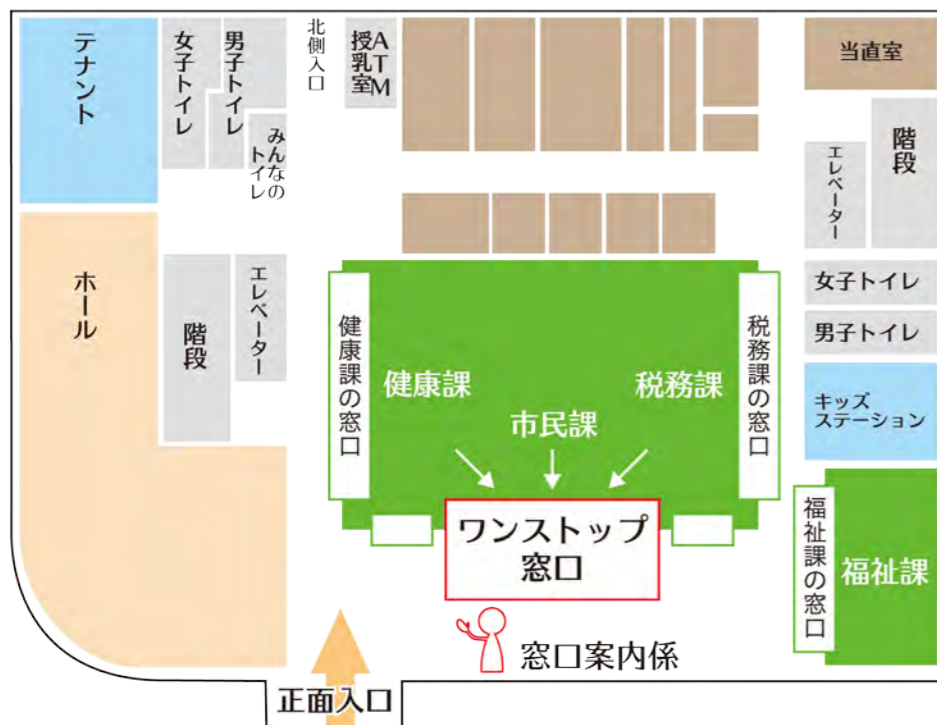 テナント
女子トイレ
男子トイレ
みんなの
トイレ
北側入口
ATM
授乳室
当直室
階段
エレベーター
ホール
階段
エレベーター
女子トイレ
男子トイレ
キッズ
ステーション
健康課の窓口
健康課
市民課
税務課
税務課の窓口
ワンストップ
窓口
福祉課の窓口
福祉課
窓口案内係
正面入口